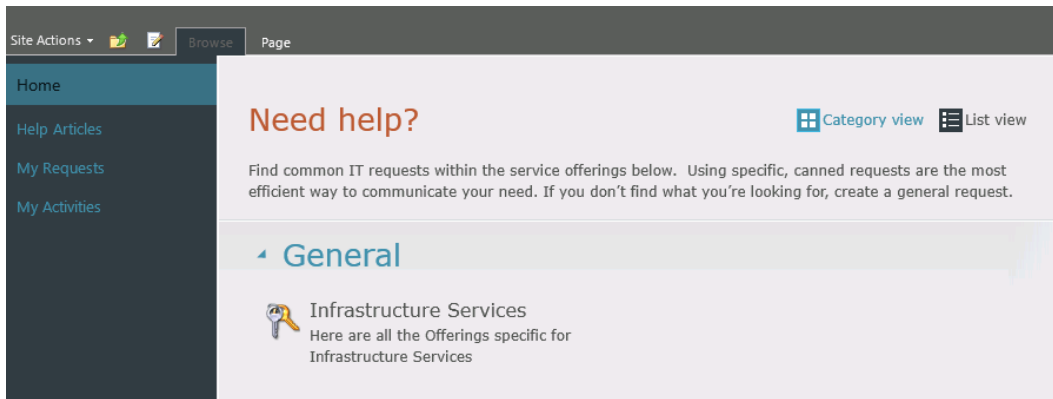 Site Actions
Browse
Page
Home
Help Articles
My Requests
My Activities
Need help?
Category view
List view
Find common IT requests within the service offerings below.  Using specific, canned requests are the most
efficient way to communicate your need. If you don't find what you're looking for, create a general request.
General
Infrastructure Services
Here are all the Offerings specific for
Infrastructure Services